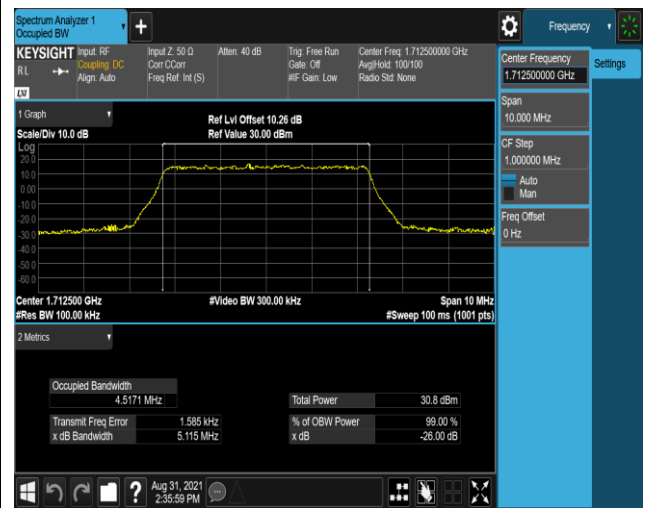 Spectrum Analyzer 1
Occupied BW
Frequency
KEYSIGHT
RL
LXI
Input: RF
Coupling: DC
Align: Auto
Input Z: 50 Ω
Corr CCorr
Freq Ref: Int (S)
Atten: 40 dB
Trig: Free Run
Gate: Off
#IF Gain: Low
Center Freq: 1.712500000 GHz
Avg|Hold: 100/100
Radio Std: None
Center Frequency
1.712500000 GHz
Settings
Span
10.000 MHz
CF Step
1.000000 MHz
Auto
Man
Freq Offset
0 Hz
1 Graph
Scale/Div 10.0 dB
Ref Lvl Offset 10.26 dB
Ref Value 30.00 dBm
Log
20.0
10.0
0.00
-10.0
-20.0
-30.0
-40.0
-50.0
-60.0
Center 1.712500 GHz
#Video BW 300.00 kHz
Span 10 MHz
#Res BW 100.00 kHz
#Sweep 100 ms (1001 pts)
2 Metrics
Occupied Bandwidth
4.5171 MHz
Total Power 30.8 dBm
Transmit Freq Error 1.585 kHz
% of OBW Power 99.00 %
x dB Bandwidth 5.115 MHz
x dB -26.00 dB
?
Aug 31, 2021
2:35:59 PM